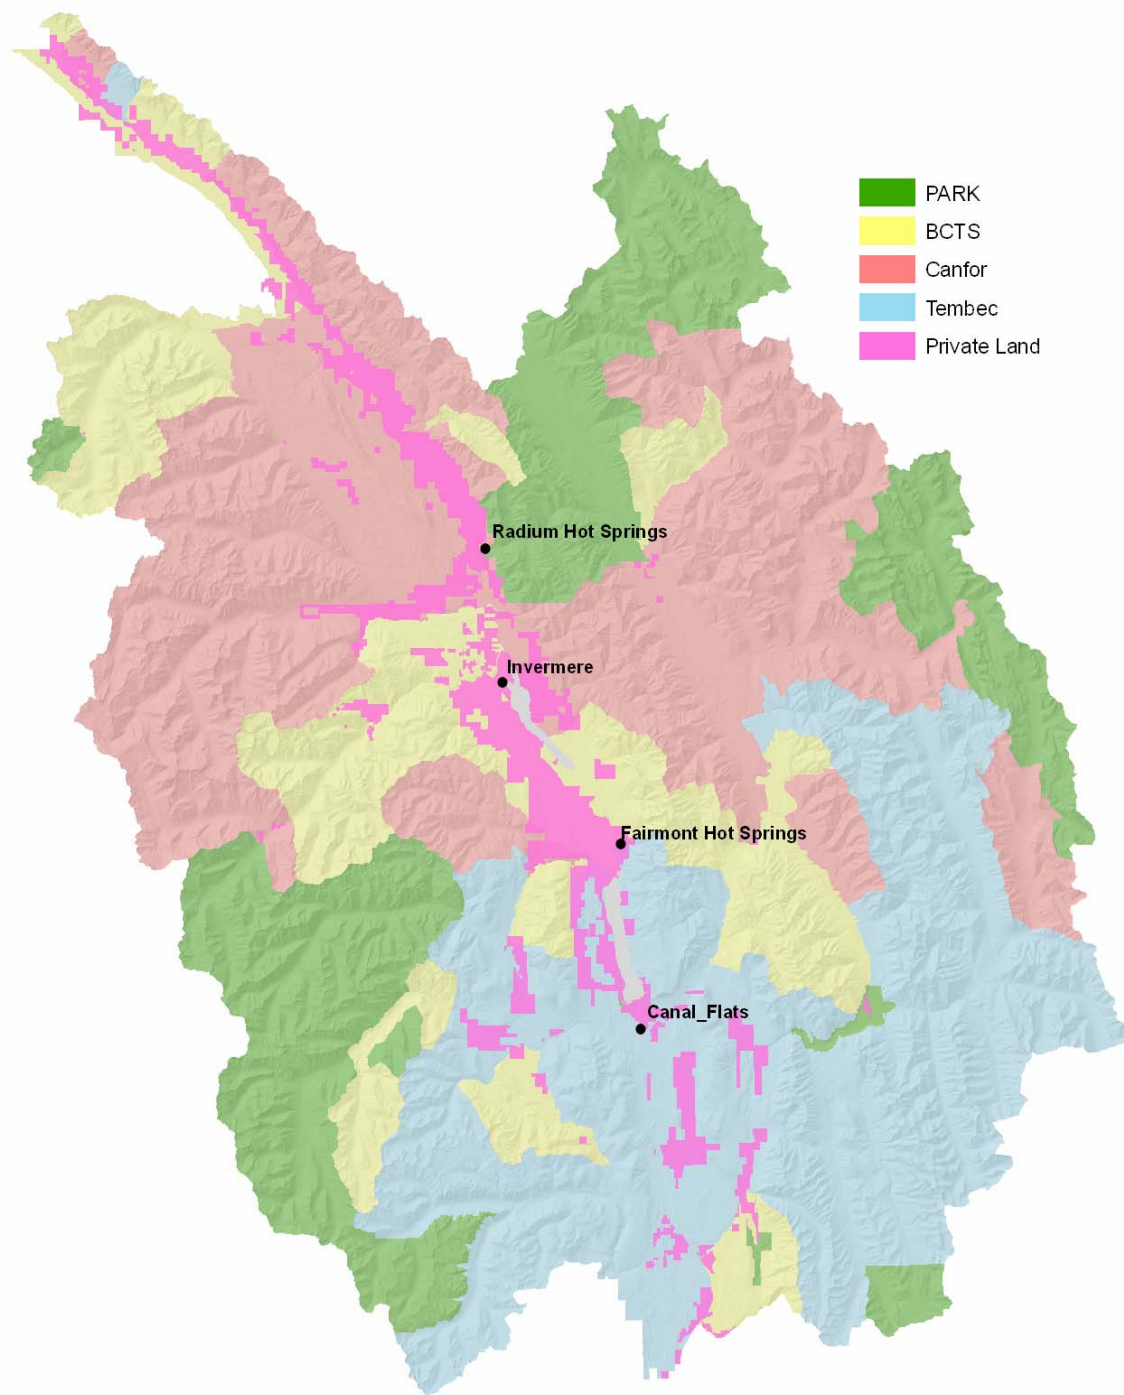 PARK
BCTS
Canfor
Tembec
Private Land
Radium Hot Springs
Invermere
Fairmont Hot Springs
Canal_Flats